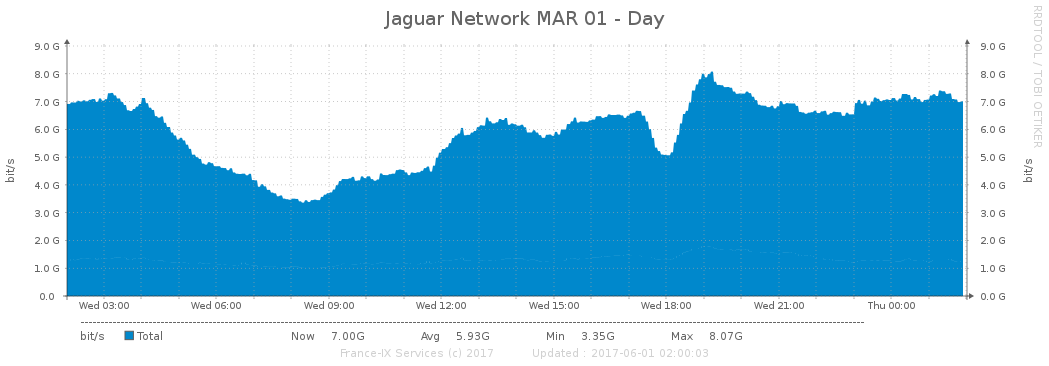 Jaguar Network MAR 01 - Day
RRDTOOL / TOBI OETIKER
9.0 G 9.0 G
8.0 G 8.0 G
7.0 G 7.0 G
6.0 G 6.0 G
5.0 G 5.0 G
4.0 G 4.0 G
3.0 G 3.0 G
2.0 G 2.0 G
1.0 G 1.0 G
0.0 0.0 G
bit/s bit/s
Wed 03:00 Wed 06:00 Wed 09:00 Wed 12:00 Wed 15:00 Wed 18:00 Wed 21:00 Thu 00:00
bit/s Total Now 7.00G Avg 5.93G Min 3.35G Max 8.07G
France-IX Services (c) 2017 Updated : 2017-06-01 02:00:03